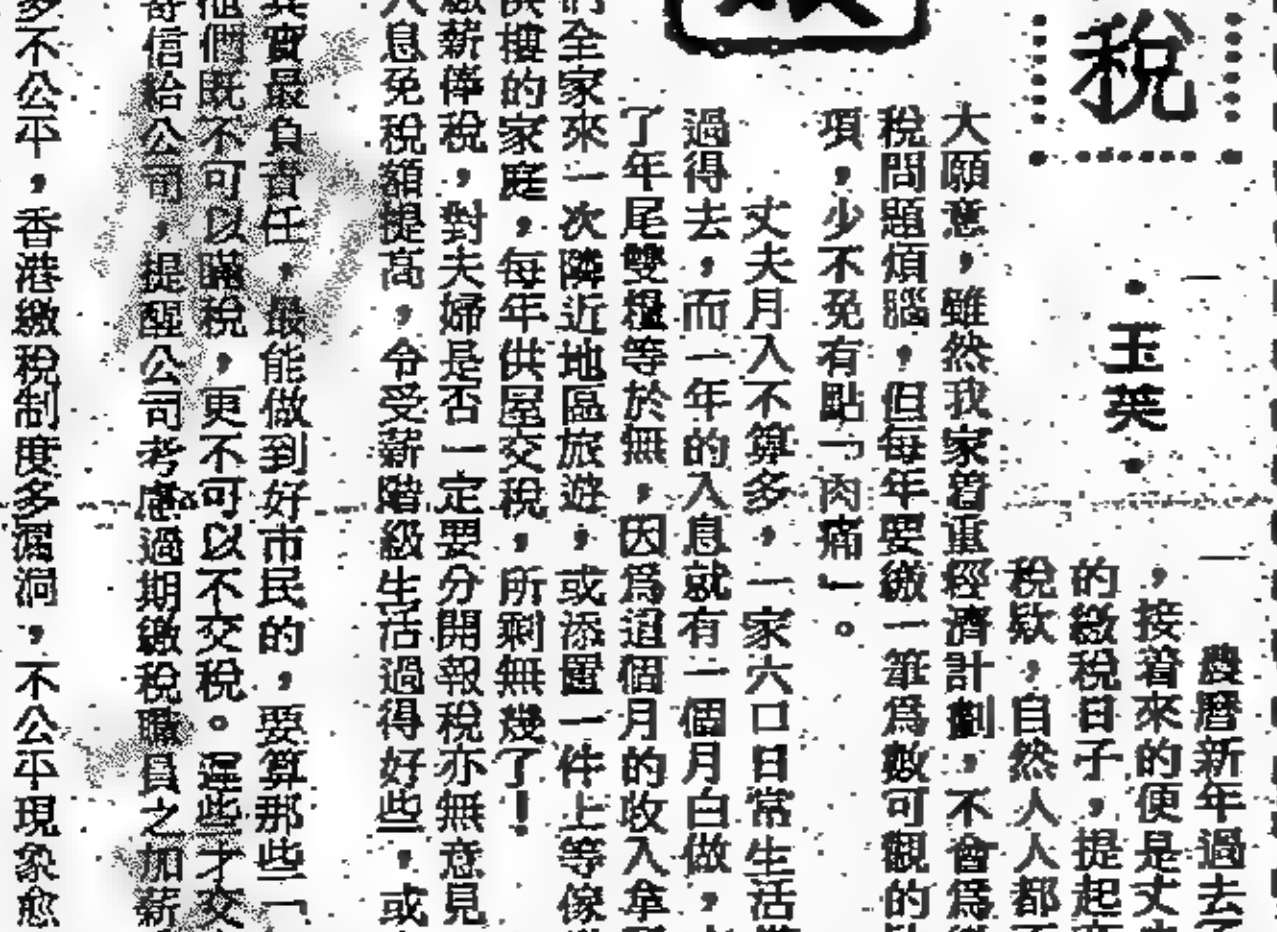 稅
·玉英·
農曆新年過去了
，接着來的便是丈夫
的繳稅日子，提起
稅欵，自然人人都不
大願意，雖然我家着重經濟計劃，不會爲
稅問題煩腦，但每年要繳一筆爲數可觀的
項，少不免有點「肉痛」。
丈夫月入不算多，一家六口日常生活
過得去，而一年的入息就有一個月白做，
了年尾雙糧等於無，因爲這個月的收入拿
全家來一次隣近地區旅遊，或添置一件上等傢
供樓的家庭，每年供屋交稅，所剩無幾了！
繳薪俸稅，對夫婦是否一定要分開報稅亦無意見
入息免稅額提高，令受薪階級生活過得好些，或
其實最負責任，最能做到好市民的，要算那些「
他們既不可以瞞稅，更不可以不交稅。遲些才交
寄信給公司，提醒公司考慮過期繳稅職員之加薪
多不公平，香港繳稅制度多漏洞，不公平現象愈